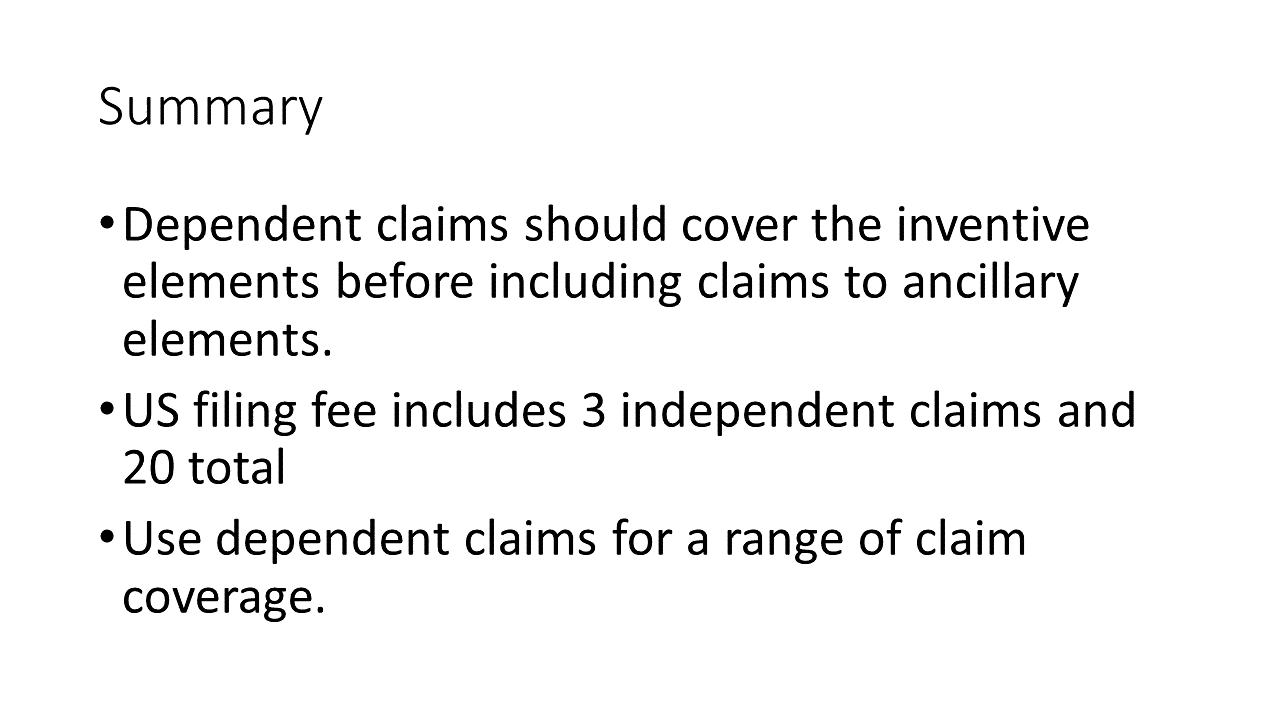 Summary
•Dependent claims should cover the inventive
elements before including claims to ancillary
elements.
•US filing fee includes 3 independent claims and
20 total
•Use dependent claims for a range of claim
coverage.